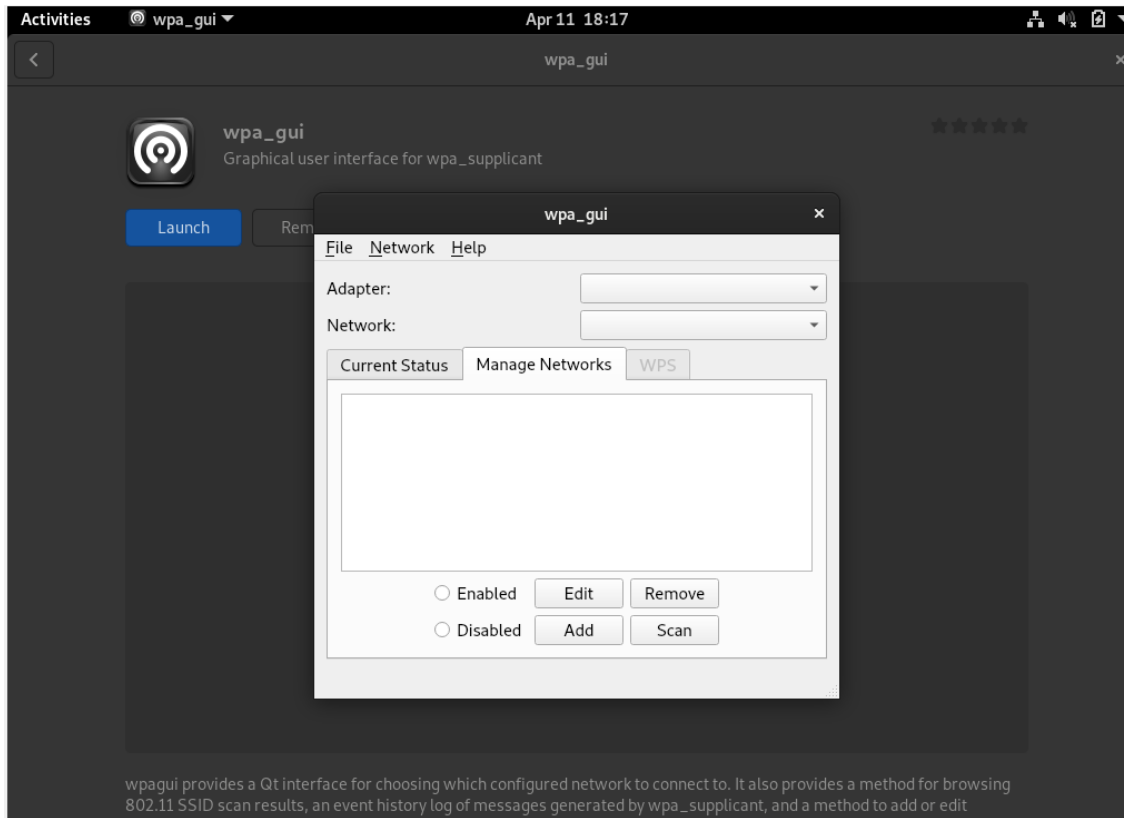 Activities wpa_gui Apr 11 18:17
wpa_gui
wpa_gui
Graphical user interface for wpa_supplicant
Launch Rem
wpa_gui
File Network Help
Adapter:
Network:
Current Status Manage Networks WPS
Enabled Edit Remove
Disabled Add Scan
wpagui provides a Qt interface for choosing which configured network to connect to. It also provides a method for browsing
802.11 SSID scan results, an event history log of messages generated by wpa_supplicant, and a method to add or edit